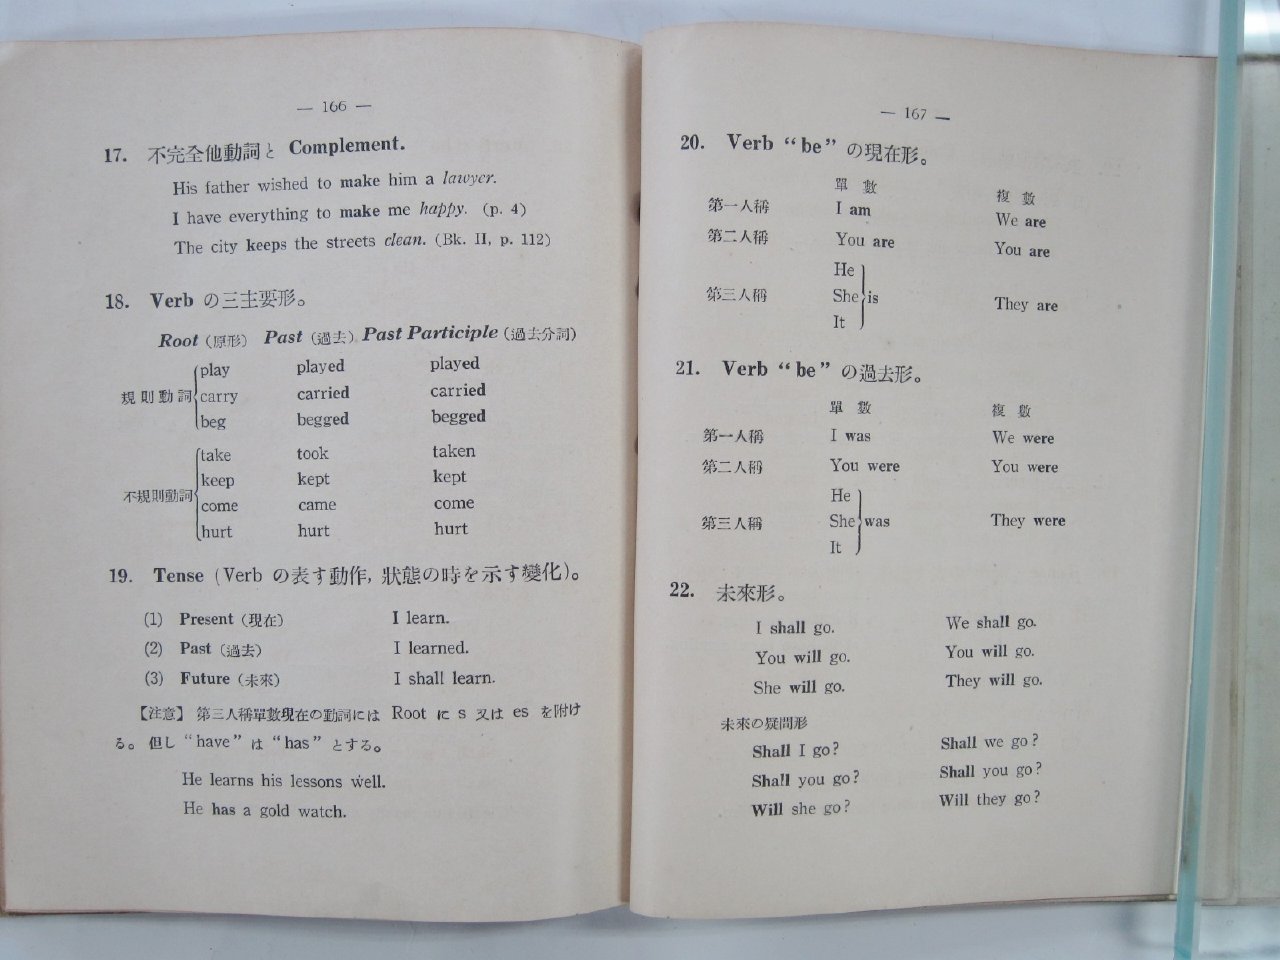 — 166 —
17. 不完全他動詞と Complement.
His father wished to make him a lawyer.
I have everything to make me happy. (p. 4)
The city keeps the streets clean. (Bk. II, p. 112)
18. Verb の三主要形。
Root (原形) Past (過去) Past Participle (過去分詞)
play played played
規則動詞 carry carried carried
beg begged begged
take took taken
keep kept kept
不規則動詞
come came come
hurt hurt hurt
19. Tense (Verb の表す動作, 狀態の時を示す變化)。
(1) Present (現在) I learn.
(2) Past (過去) I learned.
(3) Future (未來) I shall learn.
【注意】 第三人稱單數現在の動詞には Root に s 又は es を附け
る。但し “have” は “has” とする。
He learns his lessons well.
He has a gold watch.
— 167 —
20. Verb “be” の現在形。
單數 複數
第一人稱 I am We are
第二人稱 You are You are
He
第三人稱 She is They are
It
21. Verb “be” の過去形。
單數 複數
第一人稱 I was We were
第二人稱 You were You were
He
第三人稱 She was They were
It
22. 未來形。
I shall go. We shall go.
You will go. You will go.
She will go. They will go.
未來の疑問形
Shall I go? Shall we go?
Shall you go? Shall you go?
Will she go? Will they go?